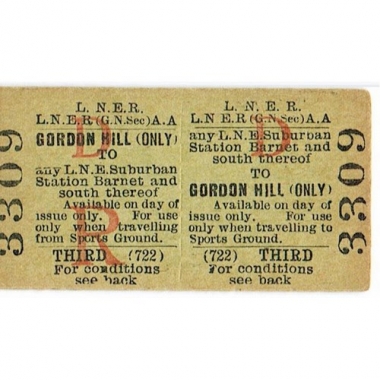 3309
L. N.E.R.
L.N.E.R (G.N.Sec) A.A
GORDON HILL (ONLY)
TO
any L.N.E.Suburban
Station Barnet and
south thereof
Available on day of
issue only. For use
only when travelling
from Sports Ground.
THIRD (722)
For conditions
see back
D
R
L. N. E. R.
L N E R (G.N.Sec) A.A
any L.N.E.Suburban
Station Barnet and
south thereof
TO
GORDON HILL (ONLY)
Available on day of
issue only. For use
only when travelling to
Sports Ground.
(722) THIRD
For conditions
see back
D
3309